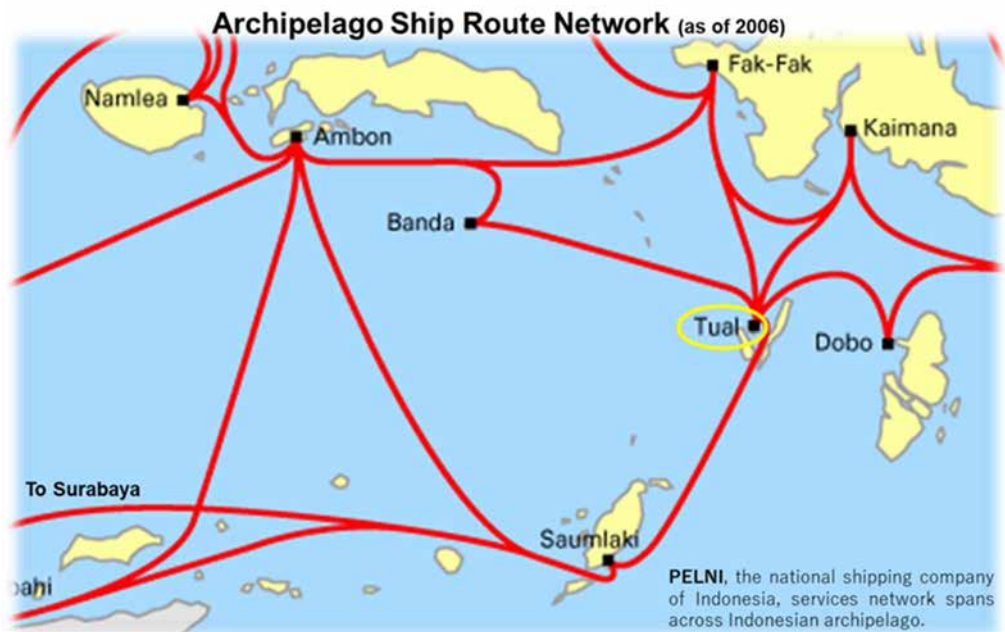 Archipelago Ship Route Network (as of 2006)
Fak-Fak
Namlea
Kaimana
Ambon
Banda
Tual
Dobo
To Surabaya
Saumlaki
PELNI, the national shipping company
of Indonesia, services network spans
across Indonesian archipelago.